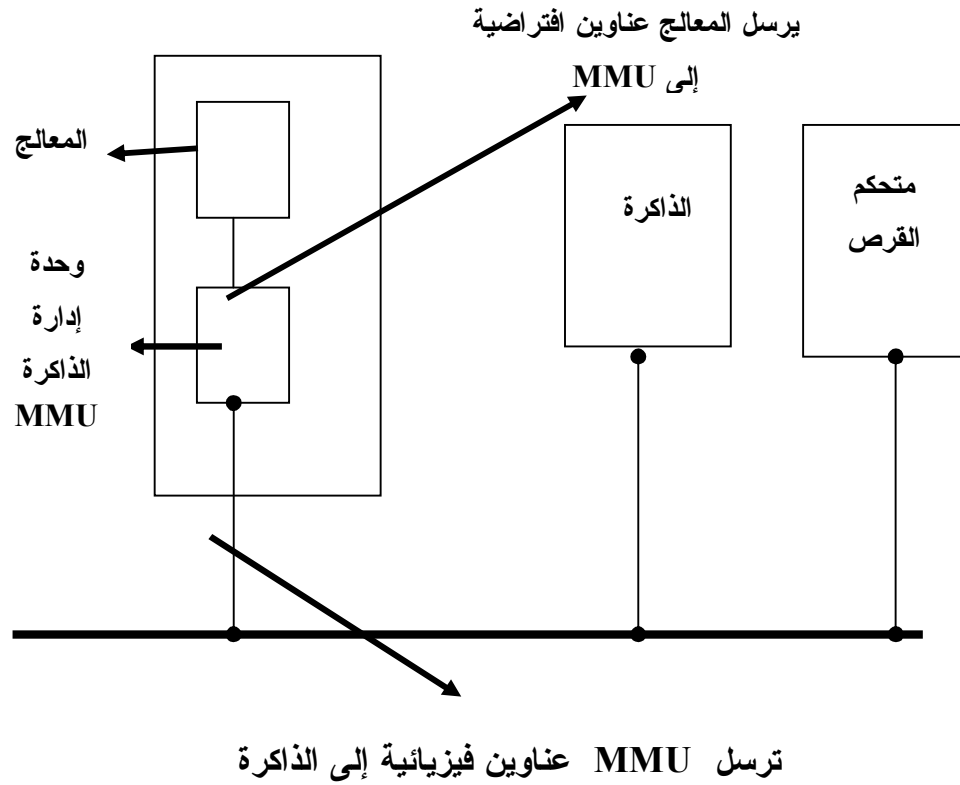 يرسل المعالج عناوين افتراضية
إلى MMU
المعالج
الذاكرة
متحكم
القرص
وحدة
إدارة
الذاكرة
MMU
ترسل MMU عناوين فيزيائية إلى الذاكرة